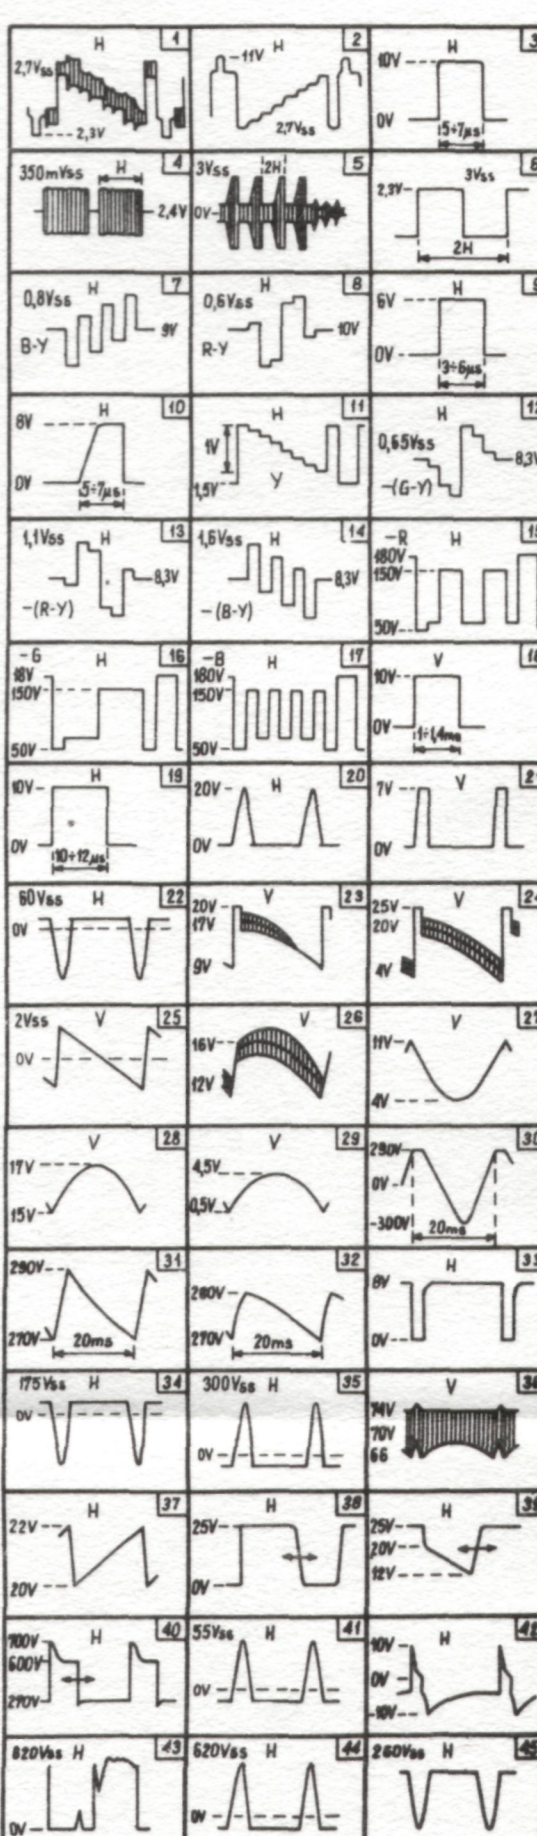 H 1
2,7Vss
2,3V
H 2
11V
2,7Vss
H 3
10V
0V
5÷7µs
350mVss H 4
2,4V
3Vss 2H 5
0V
3Vss 6
2,3V
2H
H 7
0,8Vss
9V
B-Y
H 8
0,6Vss
10V
R-Y
H 9
6V
0V
3÷6µs
H 10
8V
0V
5÷7µs
H 11
1V
Y
1,5V
H 12
0,65Vss
8,3V
-(G-Y)
1,1Vss H 13
8,3V
-(R-Y)
1,6Vss H 14
8,3V
-(B-Y)
-R H 15
180V
150V
50V
-G H 16
18V
150V
50V
-B H 17
180V
150V
50V
V 18
10V
0V
1÷1,4ms
H 19
10V
0V
10÷12µs
H 20
20V
0V
V 21
7V
0V
60Vss H 22
0V
V 23
20V
17V
9V
V 24
25V
20V
4V
2Vss V 25
0V
V 26
16V
12V
V 27
11V
4V
V 28
17V
15V
V 29
4,5V
0,5V
30
290V
0V
-300V
20ms
31
290V
270V
20ms
32
280V
270V
20ms
H 33
8V
0V
175Vss H 34
0V
300Vss H 35
0V
V 36
74V
70V
66
H 37
22V
20V
H 38
25V
0V
H 39
25V
20V
12V
H 40
700V
600V
270V
55Vss H 41
0V
H 42
10V
0V
-10V
820Vss H 43
0V
620Vss H 44
0V
260Vss H 45